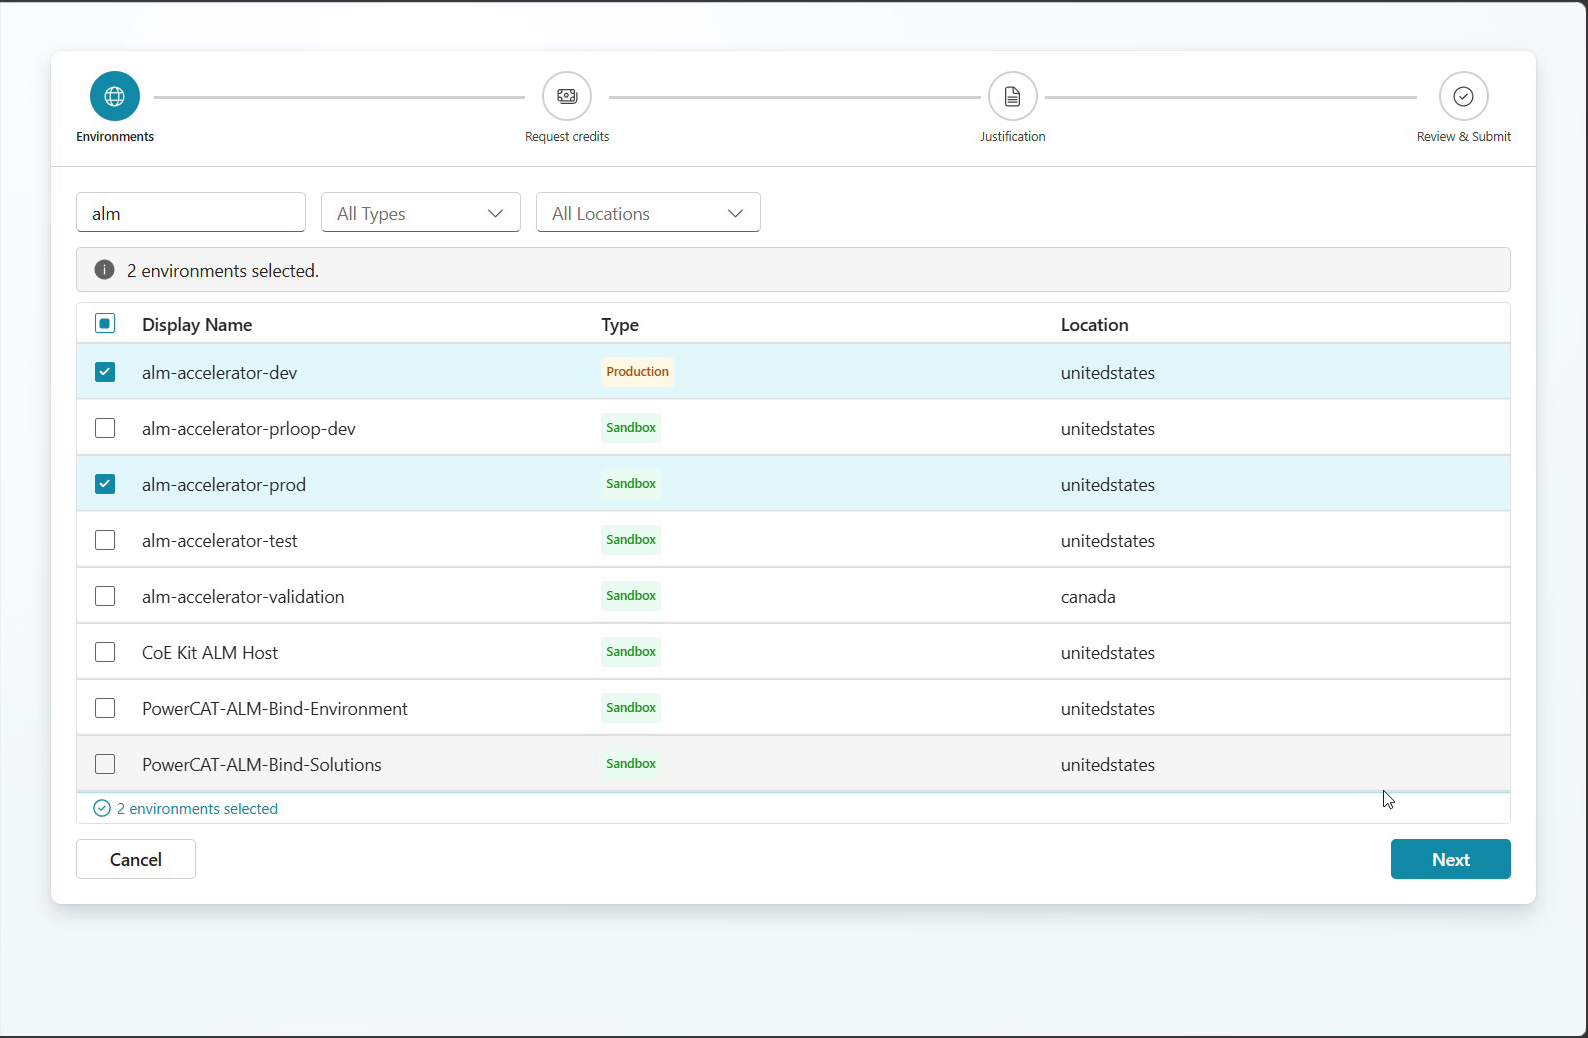 Environments
Request credits
Justification
Review & Submit
alm
All Types
All Locations
2 environments selected.
Display Name Type Location
alm-accelerator-dev Production unitedstates
alm-accelerator-prloop-dev Sandbox unitedstates
alm-accelerator-prod Sandbox unitedstates
alm-accelerator-test Sandbox unitedstates
alm-accelerator-validation Sandbox canada
CoE Kit ALM Host Sandbox unitedstates
PowerCAT-ALM-Bind-Environment Sandbox unitedstates
PowerCAT-ALM-Bind-Solutions Sandbox unitedstates
2 environments selected
Cancel
Next